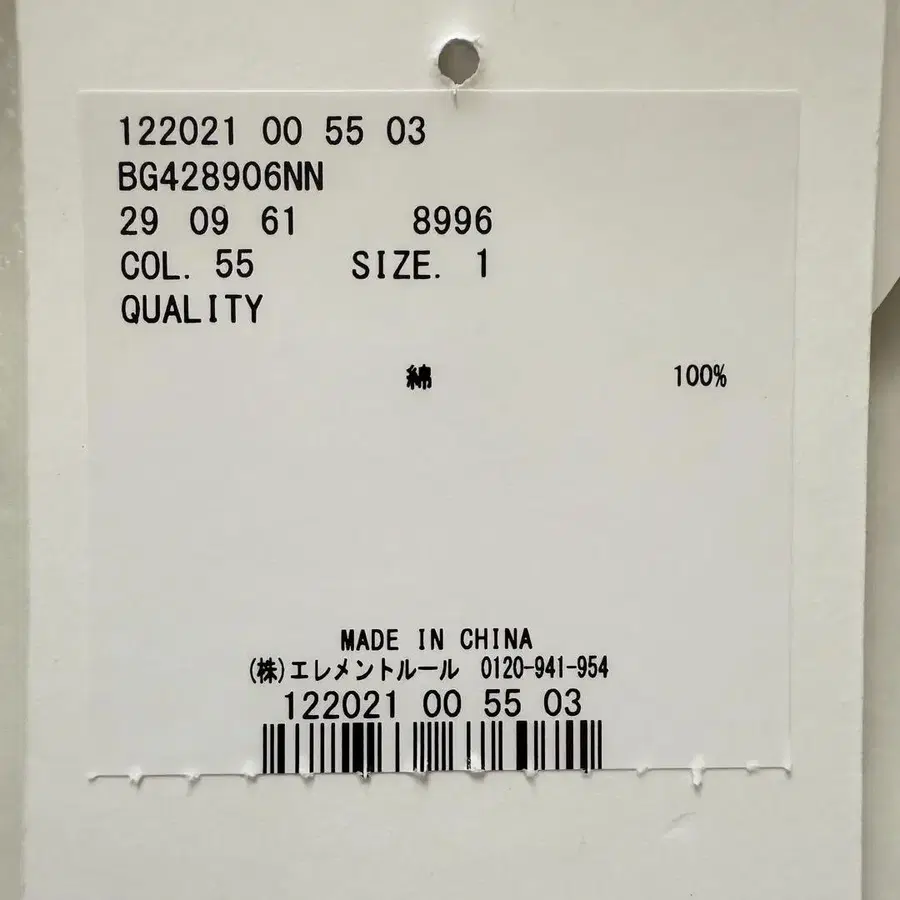 122021 00 55 03
BG428906NN
29 09 61 8996
COL. 55 SIZE. 1
QUALITY
綿 100%
MADE IN CHINA
(株)エレメントルール 0120-941-954
122021 00 55 03